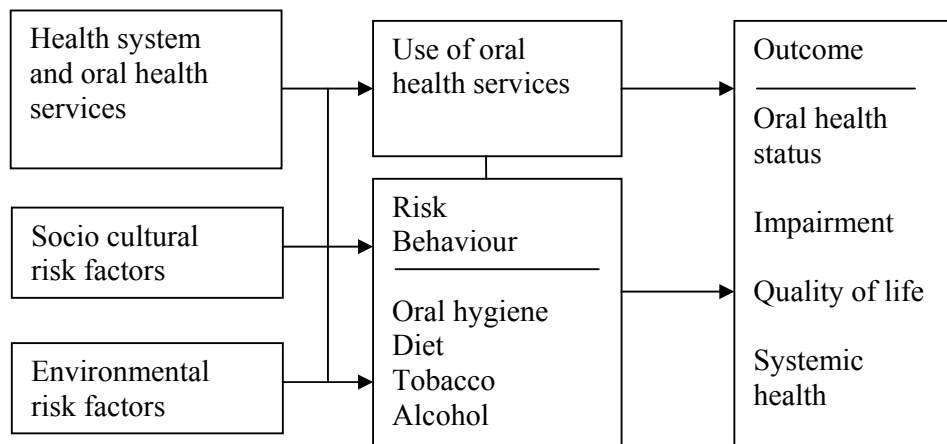 Health system
and oral health
services
Socio cultural
risk factors
Environmental
risk factors
Use of oral
health services
Risk
Behaviour
Oral hygiene
Diet
Tobacco
Alcohol
Outcome
Oral health
status
Impairment
Quality of life
Systemic
health